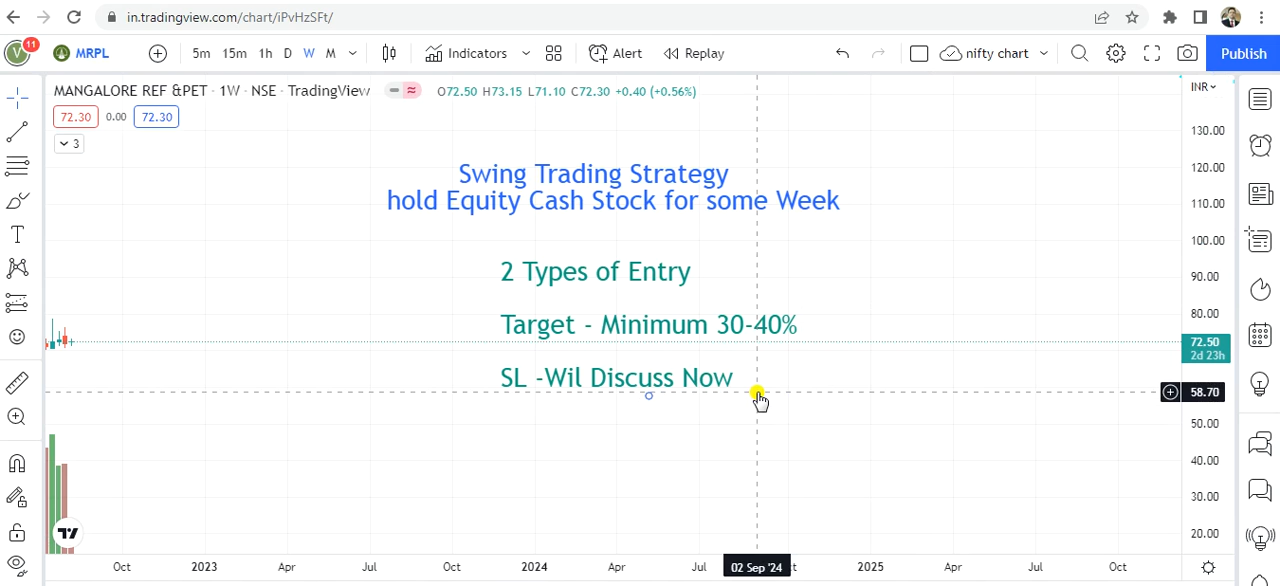 in.tradingview.com/chart/iPvHzSFt/
V 11 MRPL 5m 15m 1h D W M Indicators Alert Replay nifty chart Publish
MANGALORE REF &PET · 1W · NSE · TradingView O72.50 H73.15 L71.10 C72.30 +0.40 (+0.56%) INR
72.30 0.00 72.30
3
130.00
Swing Trading Strategy
120.00
hold Equity Cash Stock for some Week
110.00
100.00
2 Types of Entry
90.00
Target - Minimum 30-40%
80.00
72.50
2d 23h
SL -Wil Discuss Now
58.70
50.00
40.00
30.00
20.00
Oct 2023 Apr Jul Oct 2024 Apr Jul 02 Sep '24 2025 Apr Jul Oct